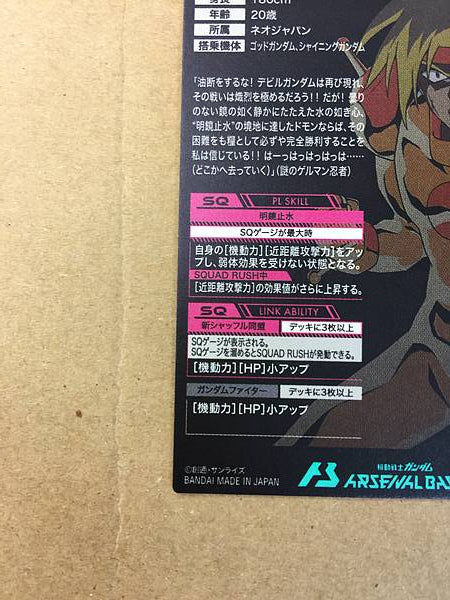 身長 180cm
年齢 20歳
所属 ネオジャパン
搭乗機体 ゴッドガンダム、シャイニングガンダム
「油断をするな! デビルガンダムは再び現れ、
その戦いは熾烈を極めるだろう!! だが! 曇り
のない鏡の如く静かにたたえた水の如き心、
“明鏡止水”の境地に達したドモンならば、その
困難をも糧として必ずや完全勝利することを
私は信じている!! はーっはっはっはっは……
(どこかへ去っていく)」(謎のゲルマン忍者)
SQ PL SKILL
明鏡止水
SQゲージが最大時
自身の[機動力][近距離攻撃力]をアッ
プし、弱体効果を受けない状態となる。
SQUAD RUSH中
[近距離攻撃力]の効果値がさらに上昇する。
SQ LINK ABILITY
新シャッフル同盟 デッキに3枚以上
SQゲージが表示される。
SQゲージを溜めるとSQUAD RUSHが発動できる。
[機動力][HP]小アップ
ガンダムファイター デッキに3枚以上
[機動力][HP]小アップ
©創通・サンライズ
BANDAI MADE IN JAPAN
機動戦士ガンダム
ARSENAL BAS